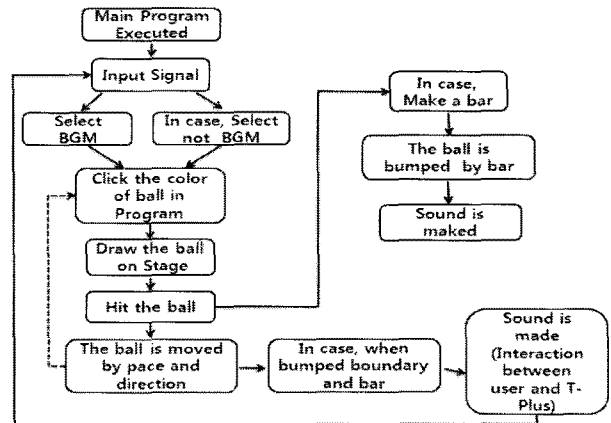 Main Program
Executed
Input Signal
Select
BGM
In case, Select
not BGM
Click the color
of ball in
Program
Draw the ball
on Stage
Hit the ball
The ball is moved
by pace and
direction
In case, when
bumped boundary
and bar
Sound is
made
(Interaction
between
user and T-
Plus)
In case,
Make a bar
The ball is
bumped by bar
Sound is
maked